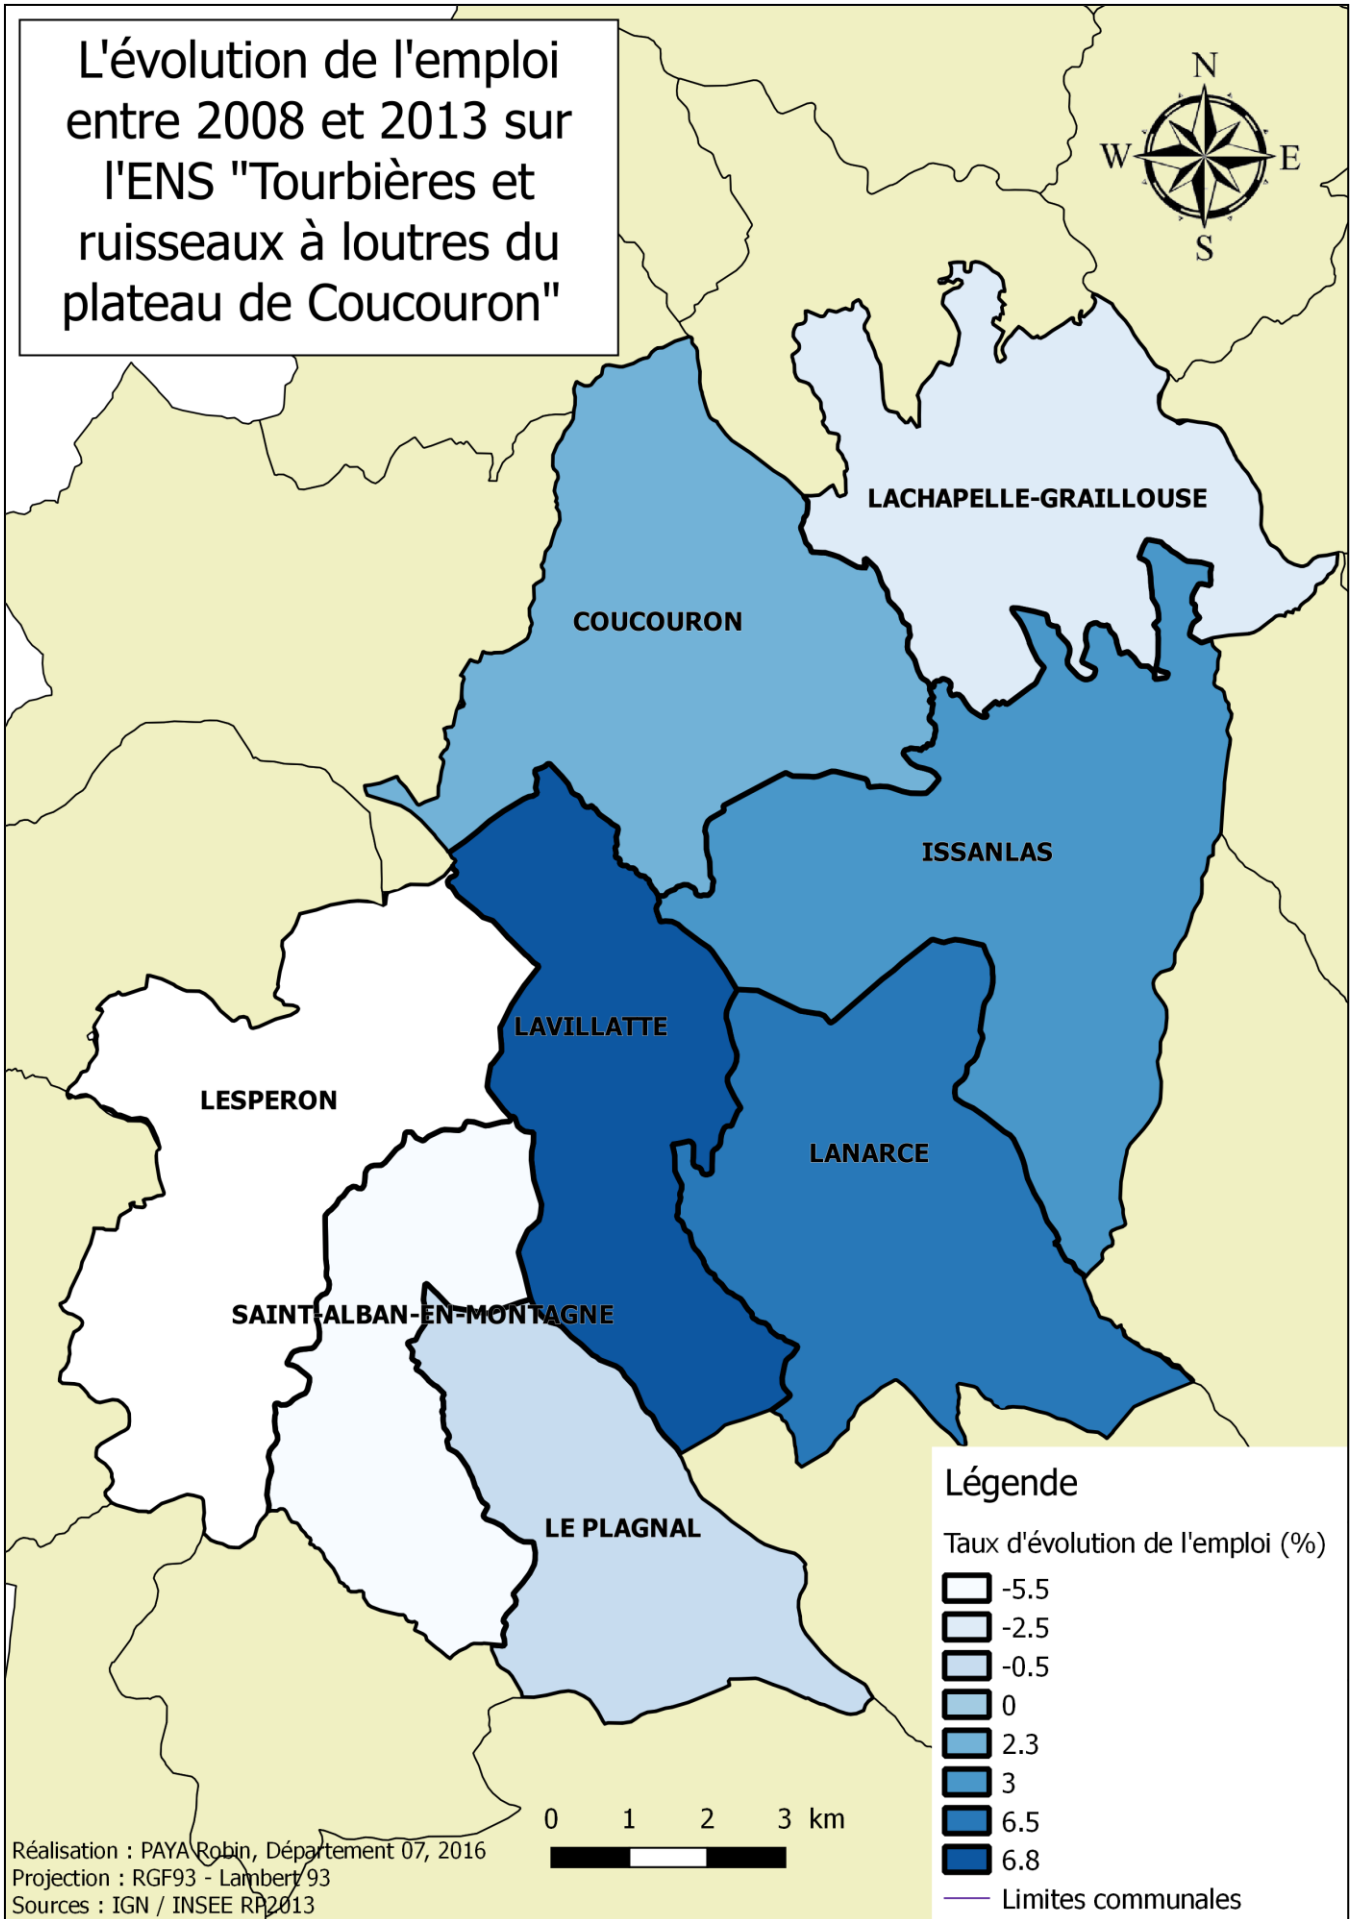 L'évolution de l'emploi
entre 2008 et 2013 sur
l'ENS "Tourbières et
ruisseaux à loutres du
plateau de Coucouron"
N
W
E
S
LACHAPELLE-GRAILLOUSE
COUCOURON
ISSANLAS
LAVILLATTE
LESPERON
LANARCE
SAINT-ALBAN-EN-MONTAGNE
LE PLAGNAL
Légende
Taux d'évolution de l'emploi (%)
-5.5
-2.5
-0.5
0
2.3
3
6.5
6.8
Limites communales
0 1 2 3 km
Réalisation : PAYA Robin, Département 07, 2016
Projection : RGF93 - Lambert 93
Sources : IGN / INSEE RP2013